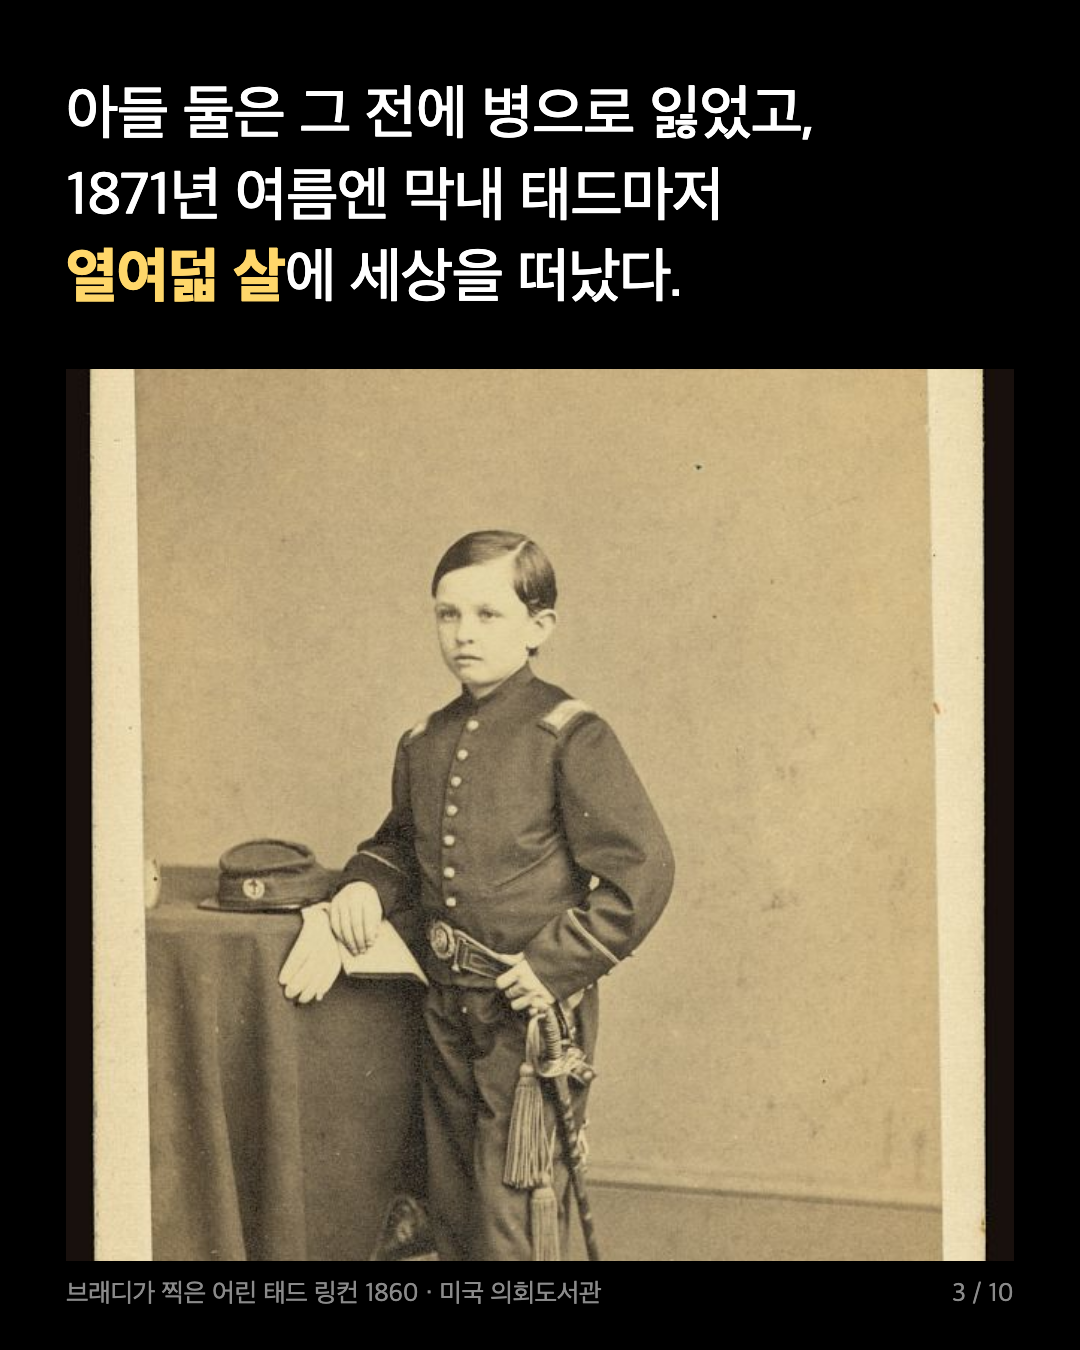 아들 둘은 그 전에 병으로 잃었고,
1871년 여름엔 막내 태드마저
열여덟 살에 세상을 떠났다.
브래디가 찍은 어린 태드 링컨 1860 · 미국 의회도서관
3 / 10